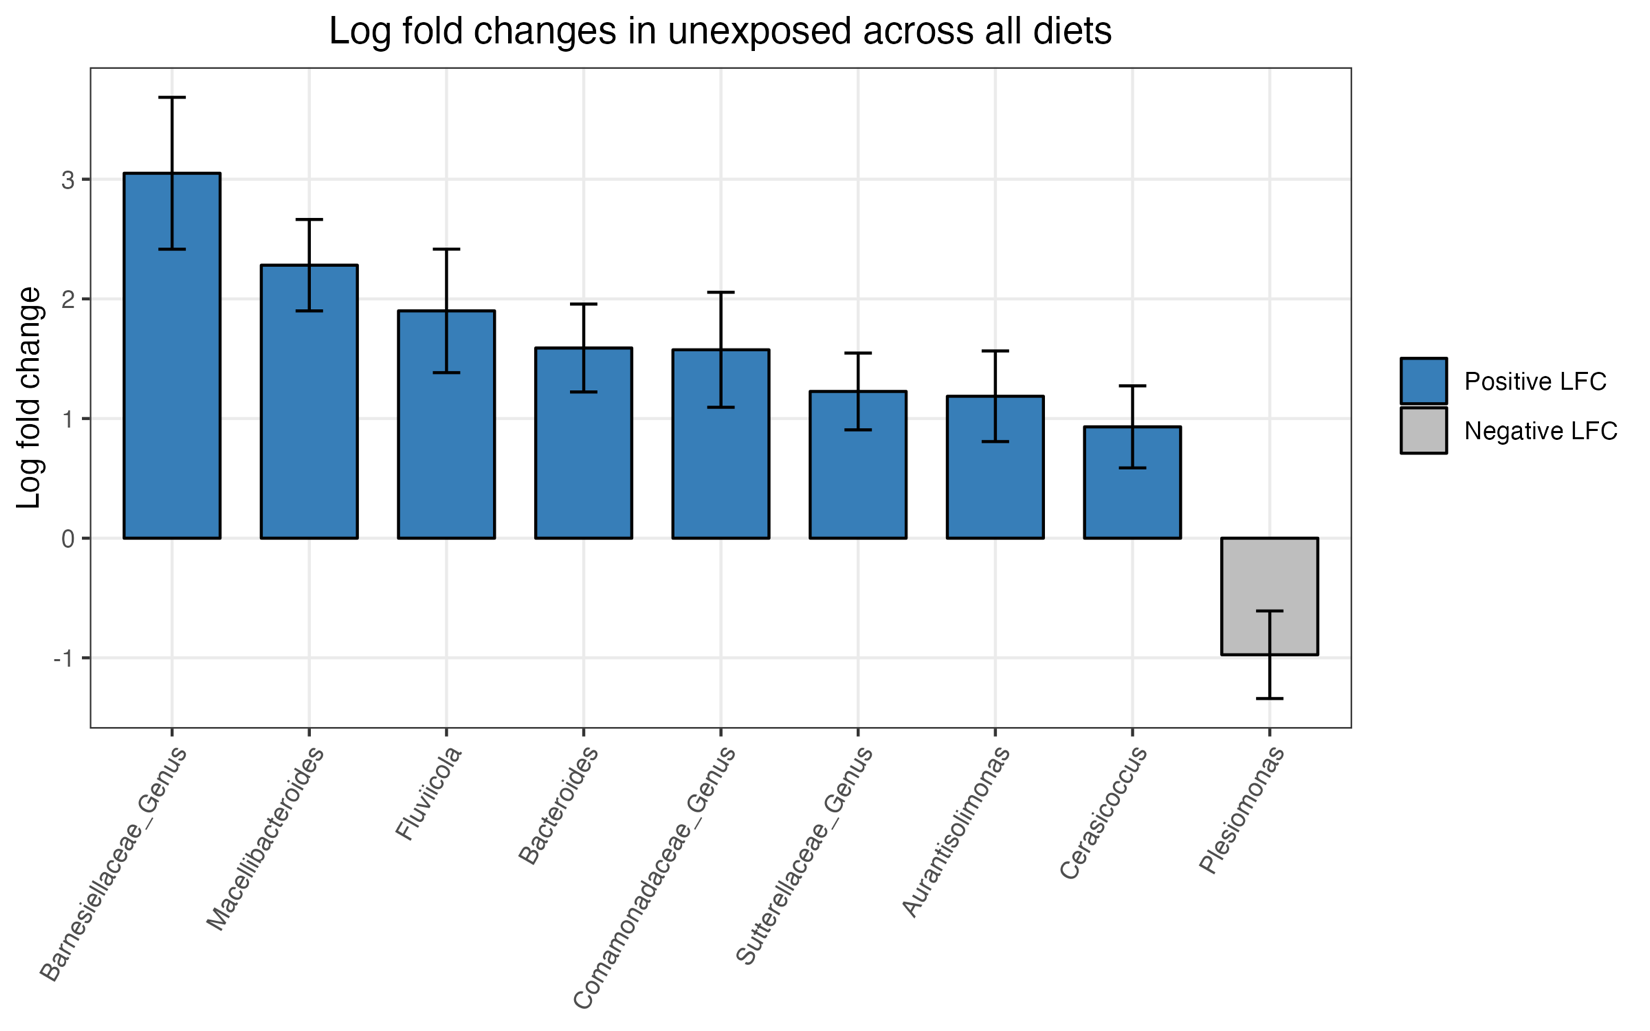 Log fold changes in unexposed across all diets
Log fold change
3
2
1
0
-1
Barnesiellaceae_Genus
Macellibacteroides
Fluviicola
Bacteroides
Comamonadaceae_Genus
Sutterellaceae_Genus
Aurantisolimonas
Cerasicoccus
Plesiomonas
Positive LFC
Negative LFC